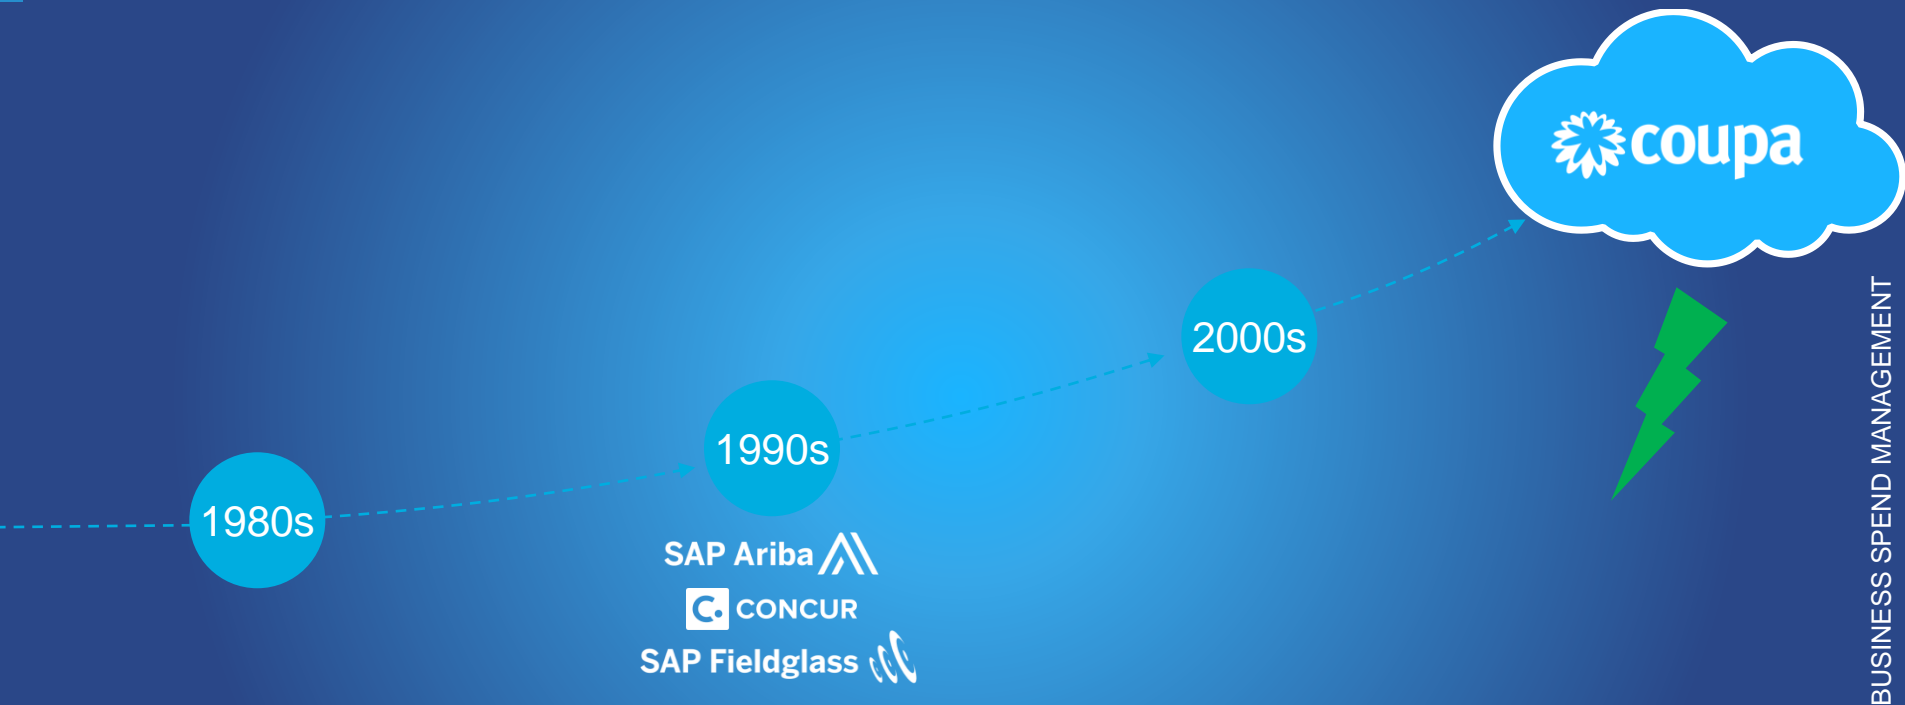 coupa
2000s
1990s
1980s
SAP Ariba
C. CONCUR
SAP Fieldglass
BUSINESS SPEND MANAGEMENT